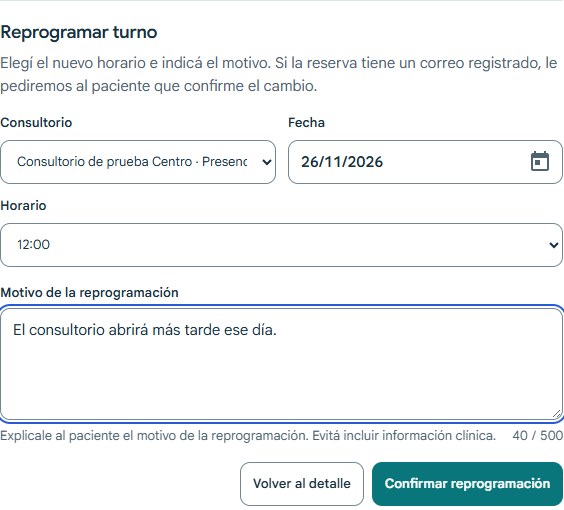 Reprogramar turno
Elegí el nuevo horario e indicá el motivo. Si la reserva tiene un correo registrado, le
pediremos al paciente que confirme el cambio.
Consultorio
Fecha
Consultorio de prueba Centro · Presenc
26/11/2026
Horario
12:00
Motivo de la reprogramación
El consultorio abrirá más tarde ese día.
Explicale al paciente el motivo de la reprogramación. Evitá incluir información clínica.
40 / 500
Volver al detalle
Confirmar reprogramación